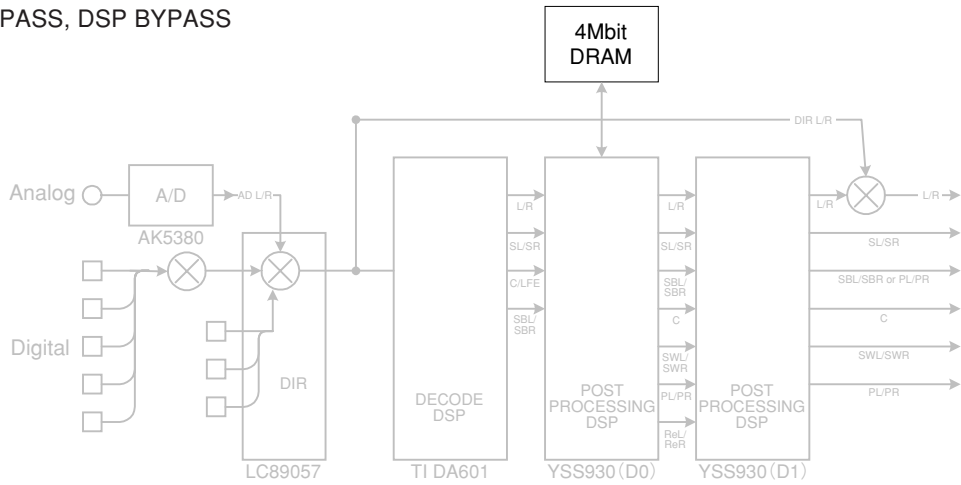 PASS, DSP BYPASS
4Mbit
DRAM
DIR L/R
Analog
A/D
AD L/R
AK5380
L/R
L/R
L/R
L/R
SL/SR
SL/SR
SL/SR
Digital
C/LFE
SBL/
SBR
SBL/SBR or PL/PR
SBL/
SBR
C
C
DIR
SWL/
SWR
SWL/SWR
DECODE
DSP
POST
PROCESSING
DSP
PL/PR
POST
PROCESSING
DSP
PL/PR
ReL/
ReR
LC89057
TI DA601
YSS930(D0)
YSS930(D1)